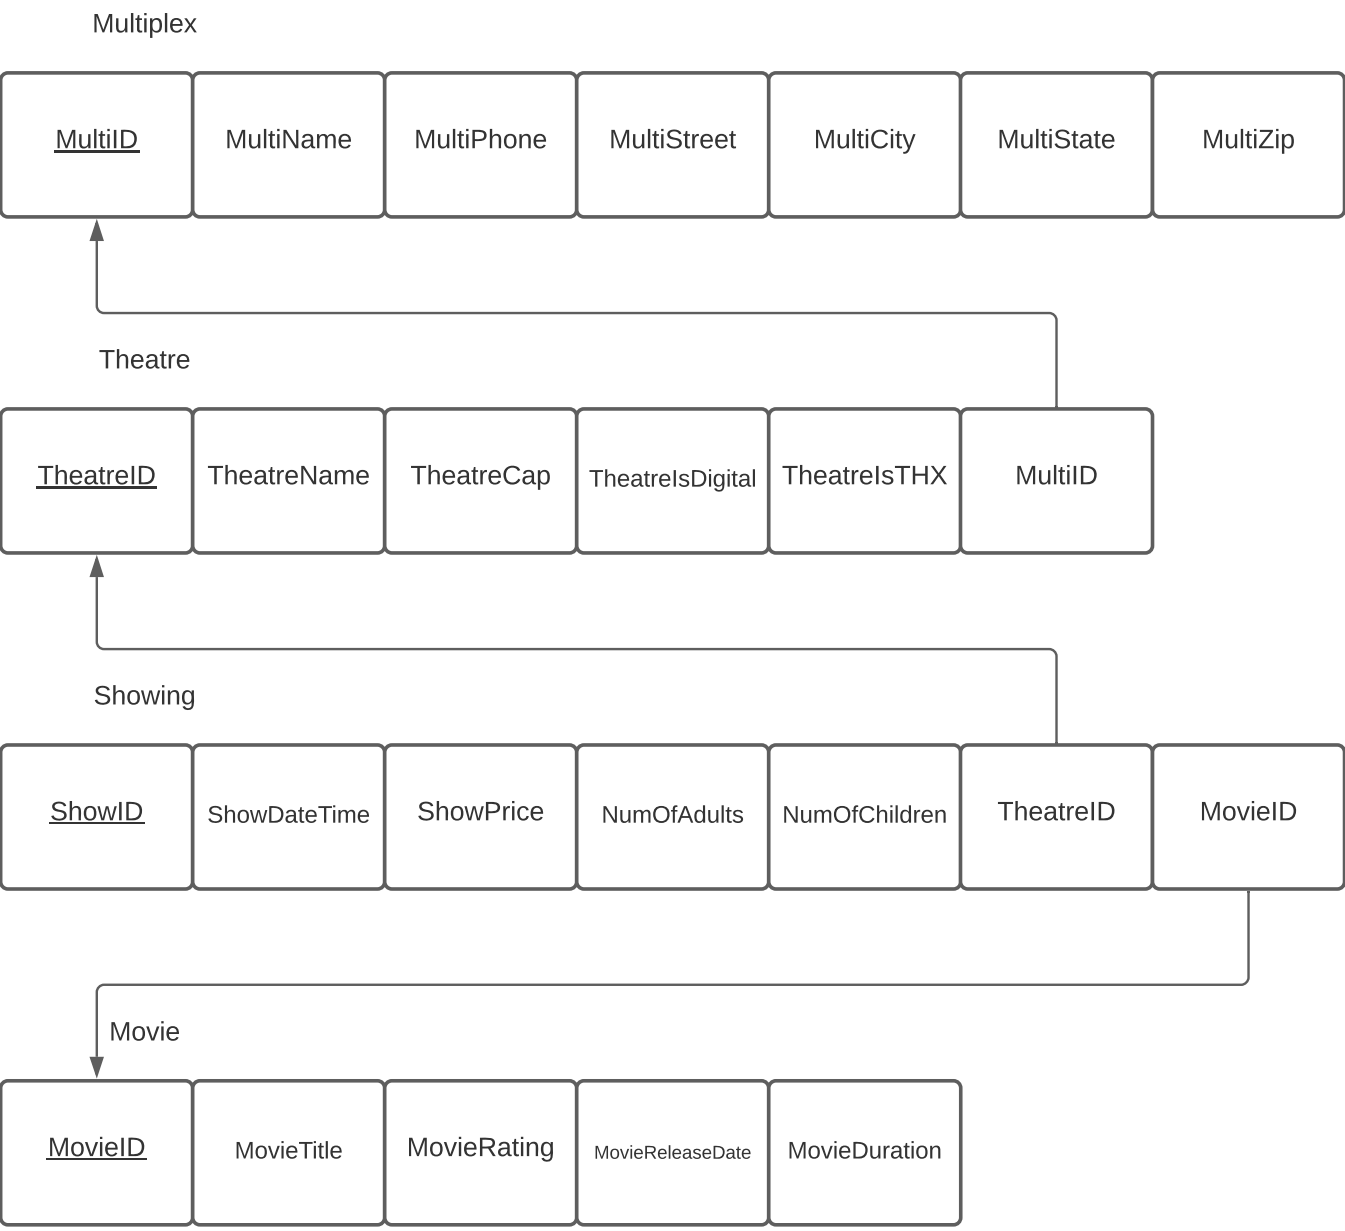 Multiplex
MultiID MultiName MultiPhone MultiStreet MultiCity MultiState MultiZip
Theatre
TheatreID TheatreName TheatreCap TheatreIsDigital TheatreIsTHX MultiID
Showing
ShowID ShowDateTime ShowPrice NumOfAdults NumOfChildren TheatreID MovieID
Movie
MovieID MovieTitle MovieRating MovieReleaseDate MovieDuration